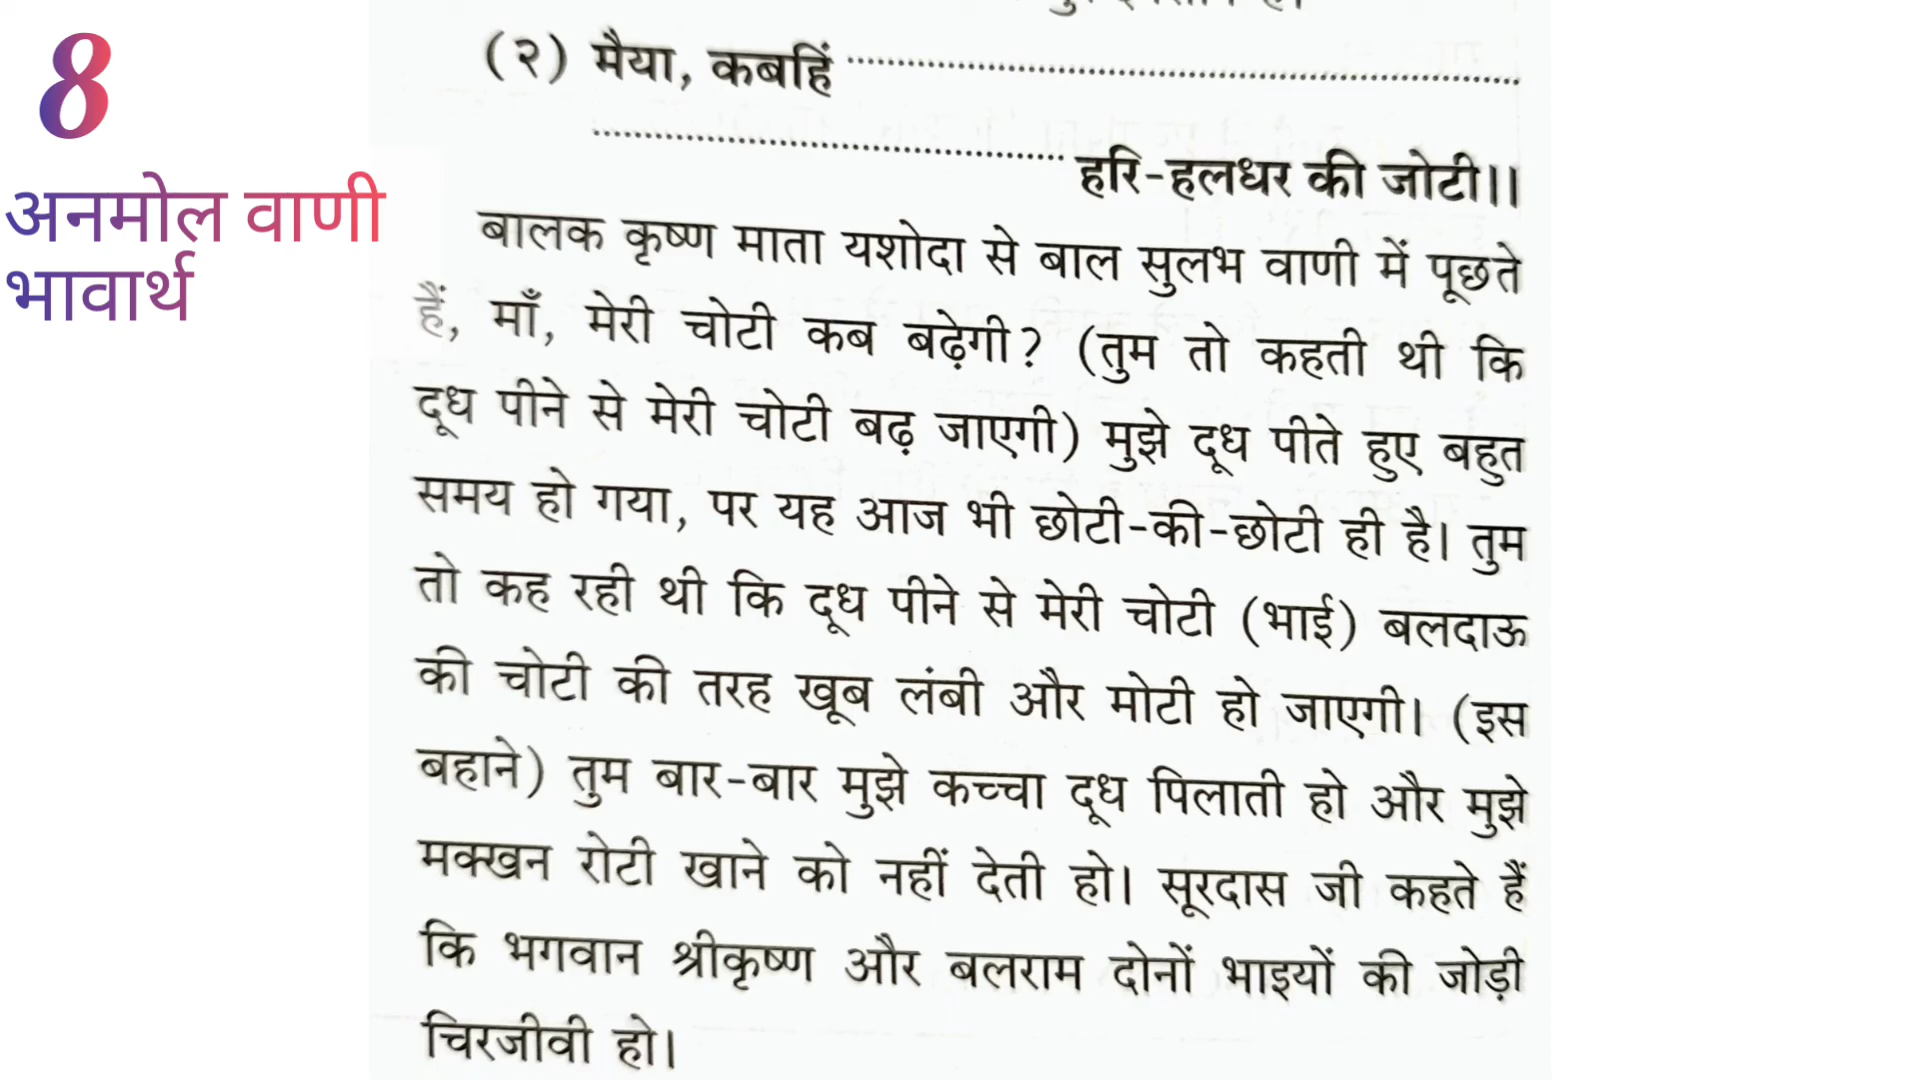 8
अनमोल वाणी
भावार्थ
(२) मैया, कबहिं ........................................................
........................................ हरि-हलधर की जोटी।।
बालक कृष्ण माता यशोदा से बाल सुलभ वाणी में पूछते
हैं, माँ, मेरी चोटी कब बढ़ेगी? (तुम तो कहती थी कि
दूध पीने से मेरी चोटी बढ़ जाएगी) मुझे दूध पीते हुए बहुत
समय हो गया, पर यह आज भी छोटी-की-छोटी ही है। तुम
तो कह रही थी कि दूध पीने से मेरी चोटी (भाई) बलदाऊ
की चोटी की तरह खूब लंबी और मोटी हो जाएगी। (इस
बहाने) तुम बार-बार मुझे कच्चा दूध पिलाती हो और मुझे
मक्खन रोटी खाने को नहीं देती हो। सूरदास जी कहते हैं
कि भगवान श्रीकृष्ण और बलराम दोनों भाइयों की जोड़ी
चिरजीवी हो।